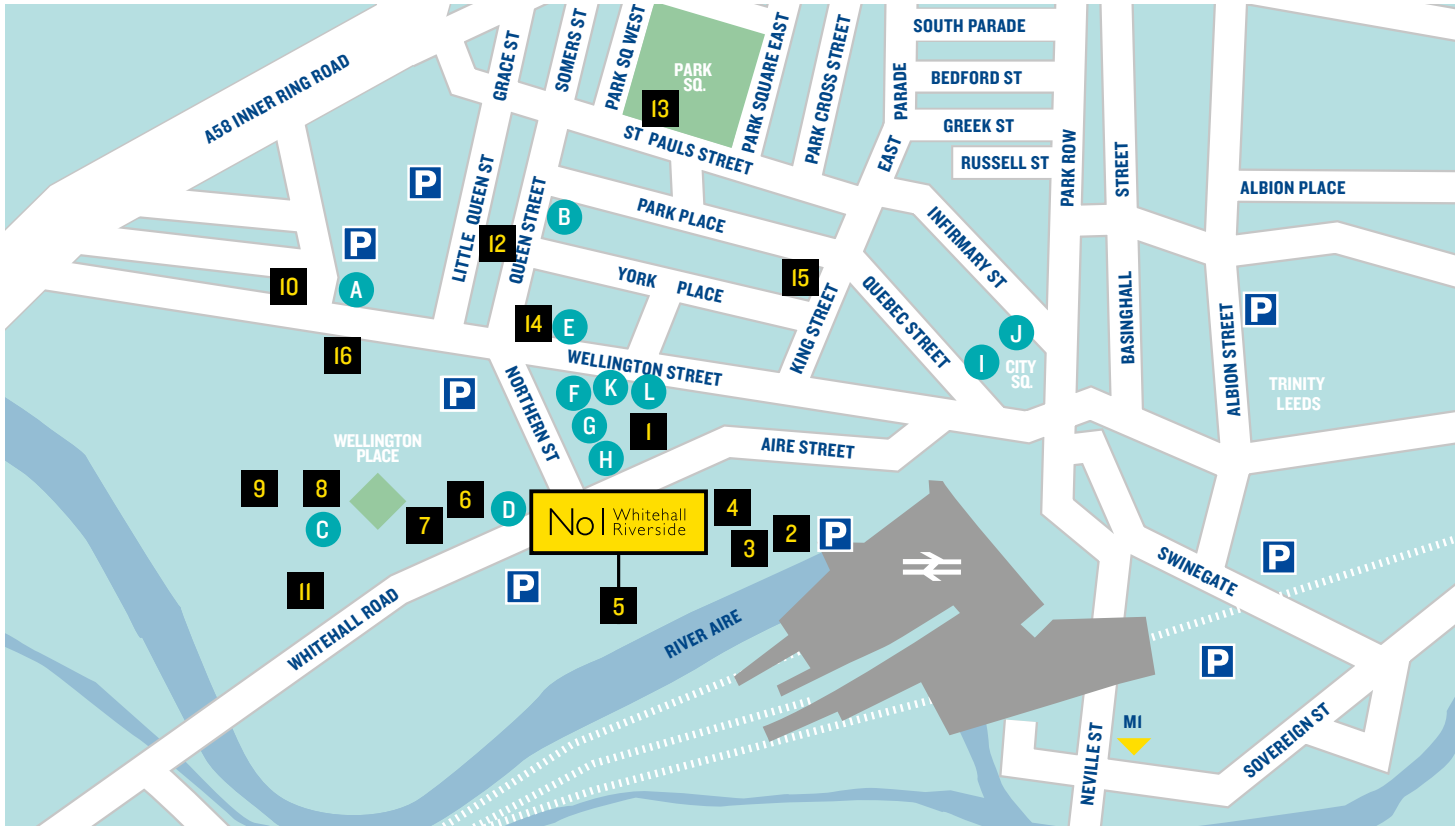 A58 INNER RING ROAD
GRACE ST
SOMERS ST
PARK SQ WEST
PARK
SQ.
13
PARK SQUARE EAST
PARK CROSS STREET
EAST
PARADE
SOUTH PARADE
BEDFORD ST
GREEK ST
RUSSELL ST
PARK ROW
BASINGHALL
STREET
ALBION PLACE
ST PAULS STREET
P
LITTLE QUEEN ST
QUEEN STREET
12
B
PARK PLACE
INFIRMARY ST
P
10
A
YORK PLACE
15
KING STREET
QUEBEC STREET
P
ALBION STREET
14
E
J
I
CITY
SQ.
16
WELLINGTON STREET
TRINITY
LEEDS
P
NORTHERN ST
F
K
L
G
1
H
AIRE STREET
WELLINGTON
PLACE
9
8
6
D
C
7
No1 Whitehall
Riverside
4
3
2
P
11
P
5
SWINEGATE
P
WHITEHALL ROAD
RIVER AIRE
P
M1
NEVILLE ST
SOVEREIGN ST